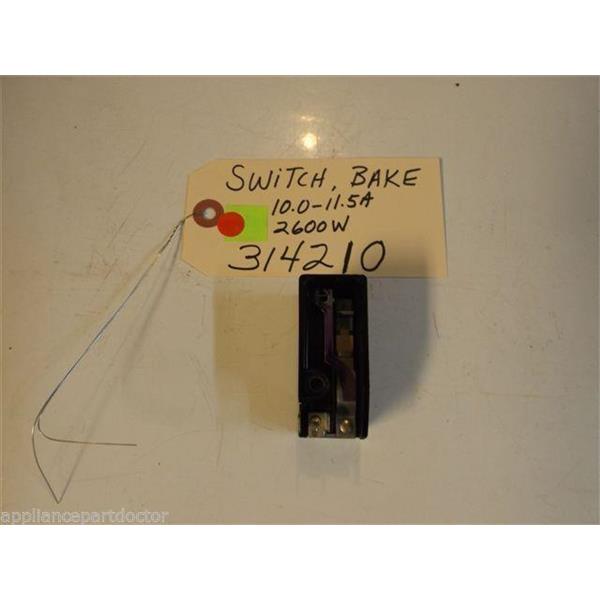 SWITCH, BAKE
10.0-11.5A
2600W
314210
appliancepartdoctor